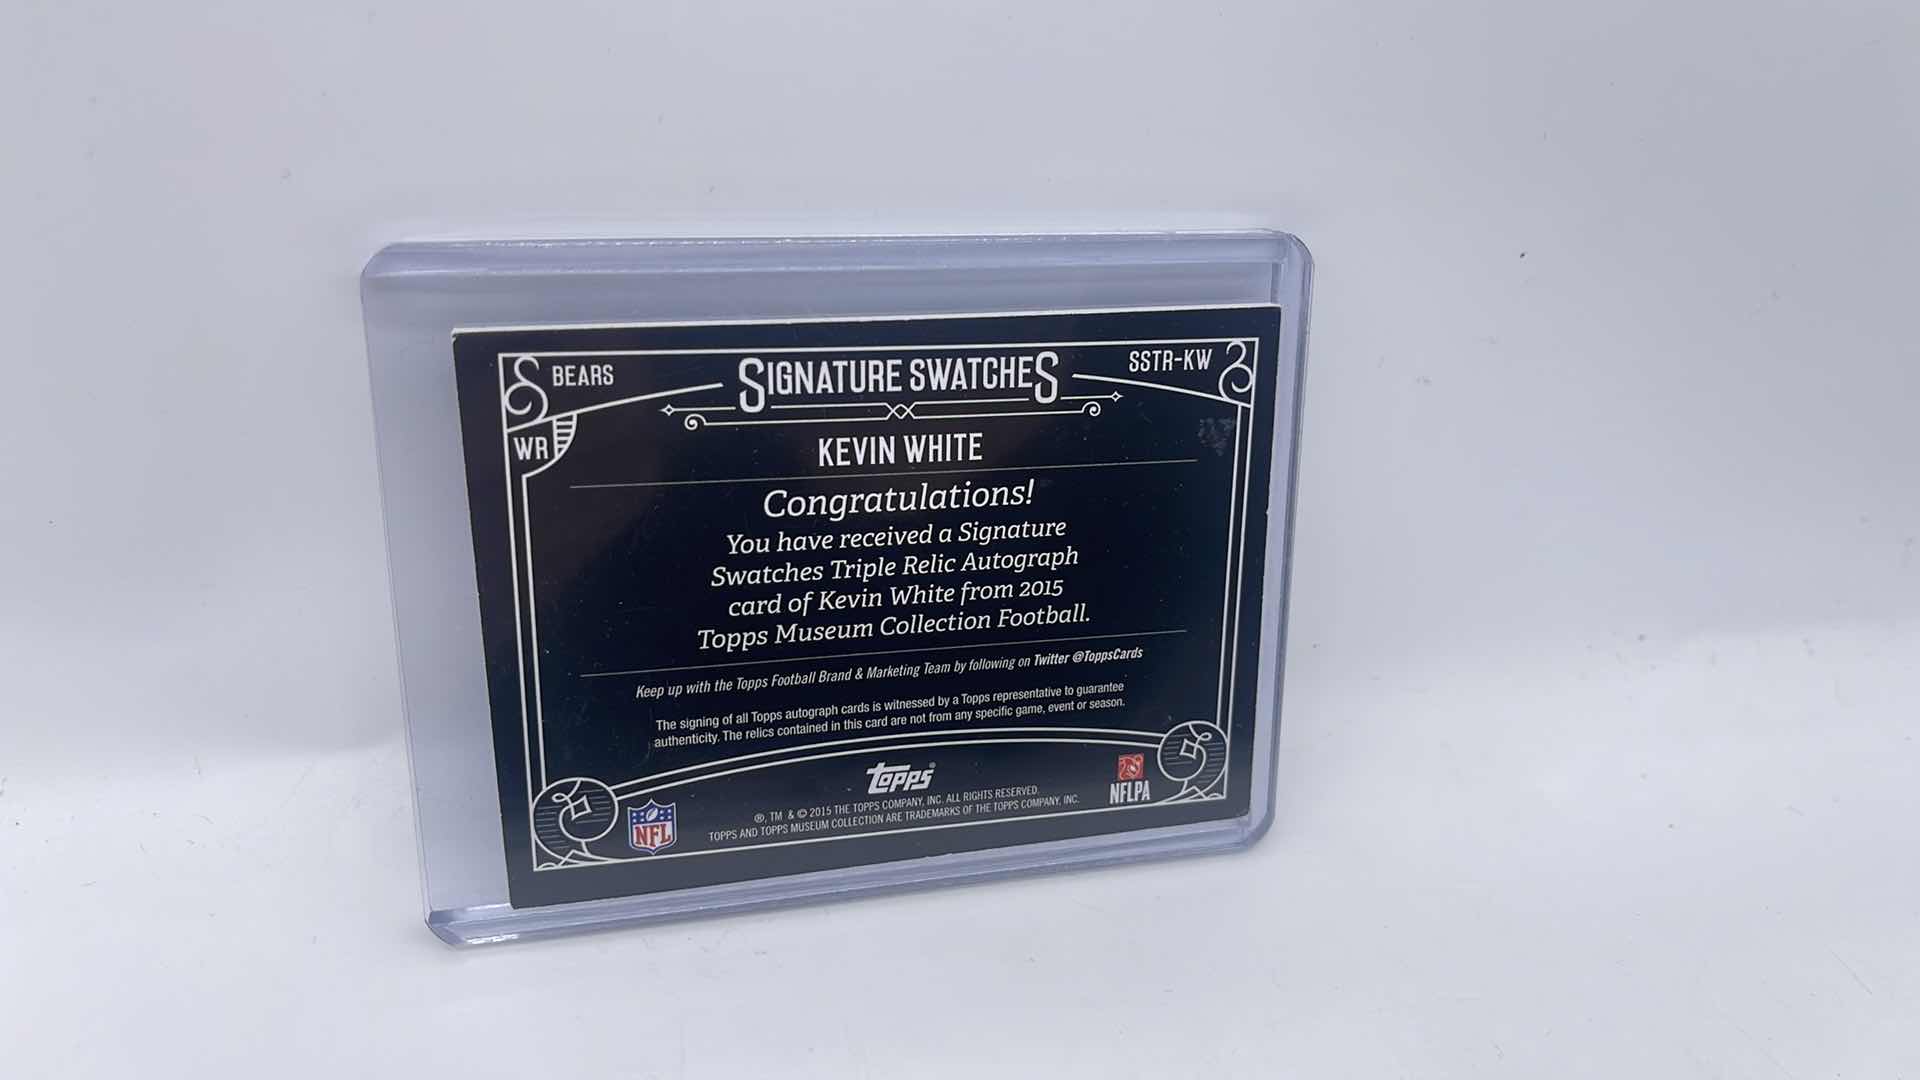 BEARS
SIGNATURE SWATCHES
SSTR-KW
WR
KEVIN WHITE
Congratulations!
You have received a Signature
Swatches Triple Relic Autograph
card of Kevin White from 2015
Topps Museum Collection Football.
Keep up with the Topps Football Brand & Marketing Team by following on Twitter @ToppsCards
The signing of all Topps autograph cards is witnessed by a Topps representative to guarantee
authenticity. The relics contained in this card are not from any specific game, event or season.
Topps®
®, TM & © 2015 THE TOPPS COMPANY, INC. ALL RIGHTS RESERVED.
TOPPS AND TOPPS MUSEUM COLLECTION ARE TRADEMARKS OF THE TOPPS COMPANY, INC.
NFL
NFLPA